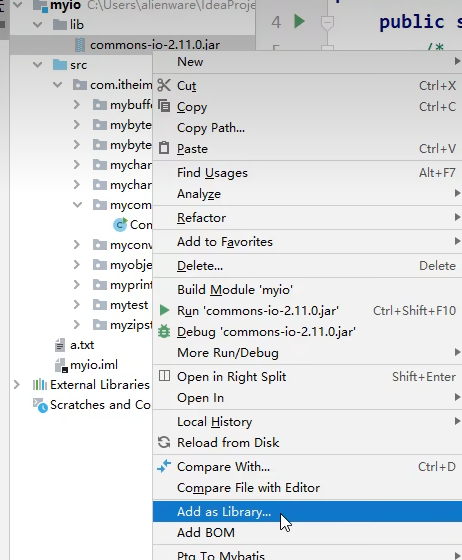 myio C:\Users\alienware\IdeaProje
lib
commons-io-2.11.0.jar
4 public s
/*
src
com.itheim
mybuff
mybyte
mybyte
mychar
mychar
mycom
Con
myconv
myobje
myprint
mytest
myzipst
a.txt
myio.iml
External Libraries
Scratches and Co
New
Cut Ctrl+X
Copy Ctrl+C
Copy Path...
Paste Ctrl+V
Find Usages Alt+F7
Analyze
Refactor
Add to Favorites
Delete... Delete
Build Module 'myio'
Run 'commons-io-2.11.0.jar' Ctrl+Shift+F10
Debug 'commons-io-2.11.0.jar'
More Run/Debug
Open in Right Split Shift+Enter
Open In
Local History
Reload from Disk
Compare With... Ctrl+D
Compare File with Editor
Add as Library...
Add BOM
Ptg To Mybatis